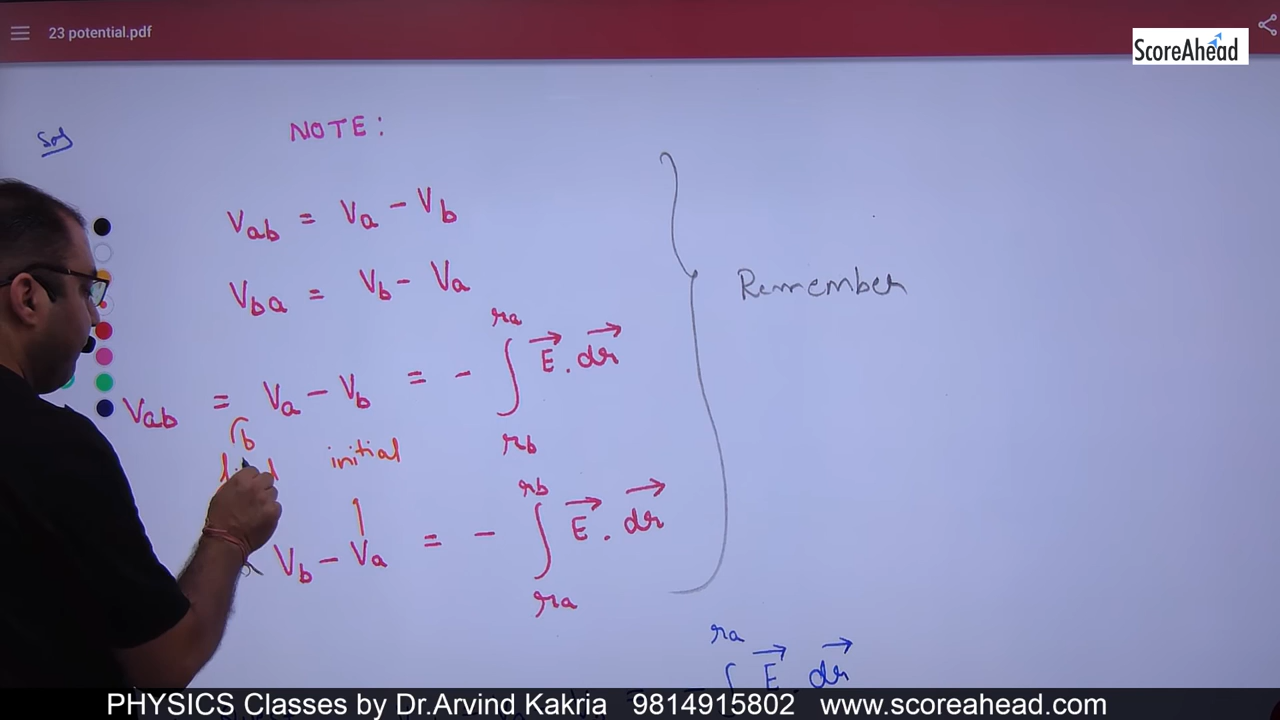 23 potential.pdf
ScoreAhead
Sol
NOTE:
Vab = Va - Vb
Vba = Vb - Va
Vab = Va - Vb = - ∫ E⃗ . dr⃗
ra
rb
b
initial
Vb - Va = - ∫ E⃗ . dr⃗
rb
ra
Remember
ra
∫ E⃗ dr⃗
PHYSICS Classes by Dr.Arvind Kakria 9814915802 www.scoreahead.com